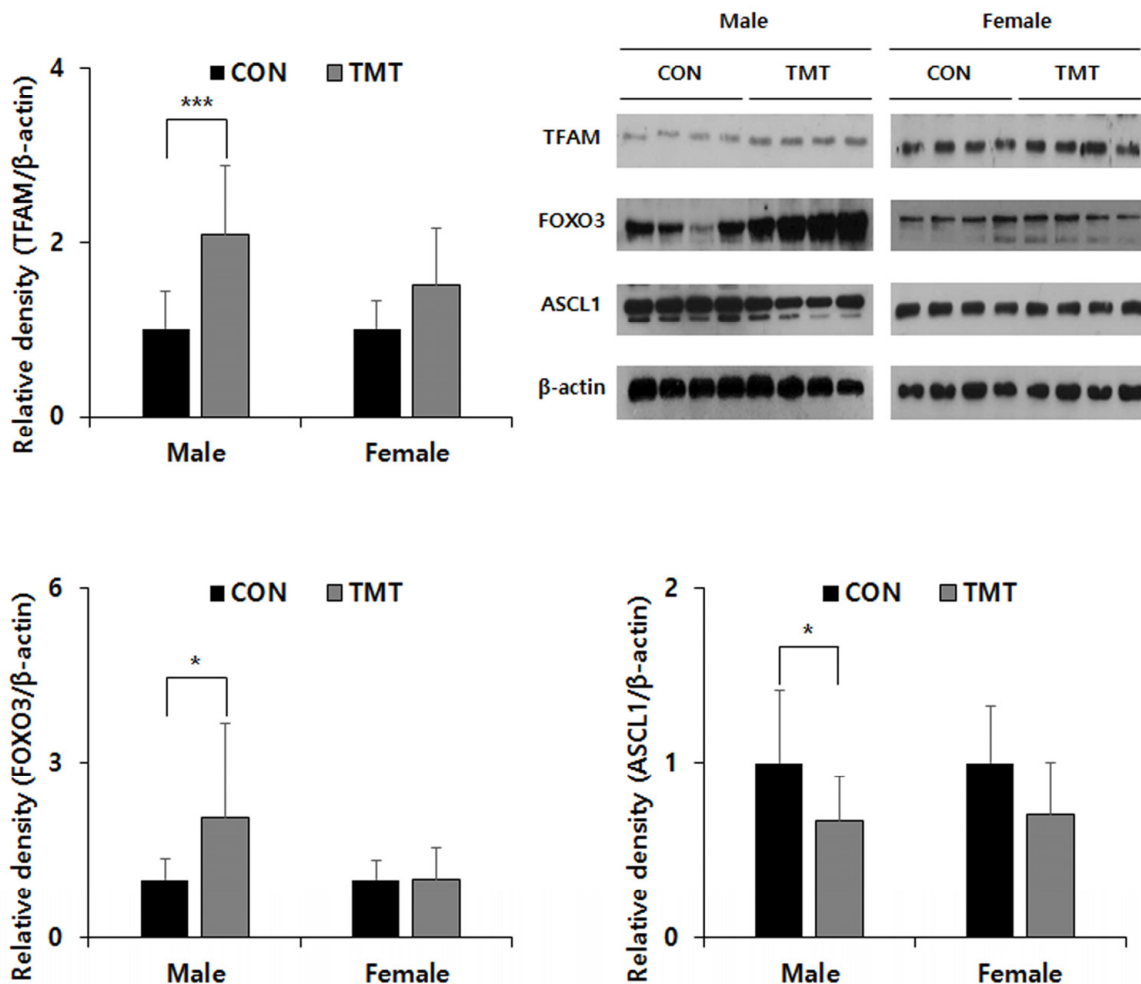 Relative density (TFAM/β-actin)
4
2
0
CON TMT
***
Male Female
Male Female
CON TMT CON TMT
TFAM
FOXO3
ASCL1
β-actin
Relative density (FOXO3/β-actin)
6
3
0
CON TMT
*
Male Female
Relative density (ASCL1/β-actin)
2
1
0
CON TMT
*
Male Female